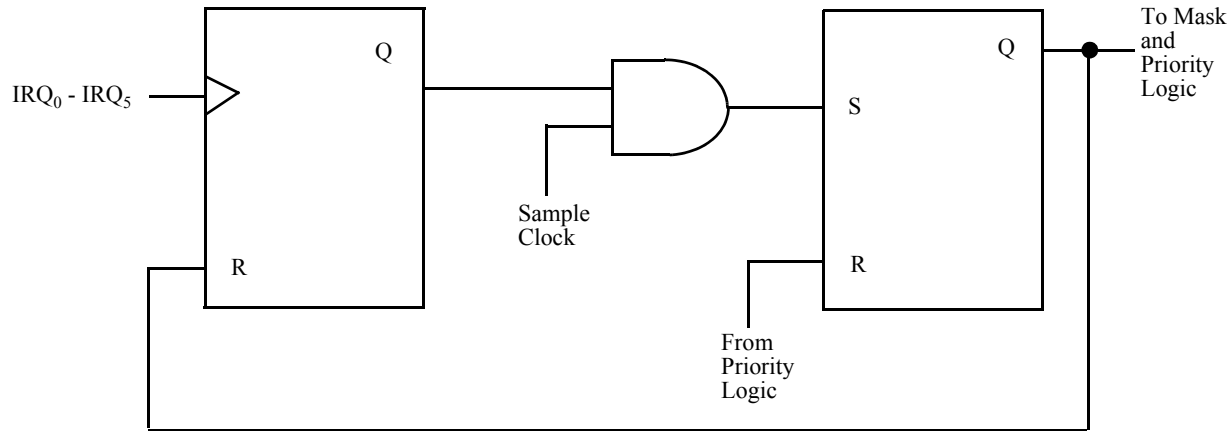 Q
IRQ₀ - IRQ₅
R
Sample
Clock
S
Q
R
From
Priority
Logic
To Mask
and
Priority
Logic